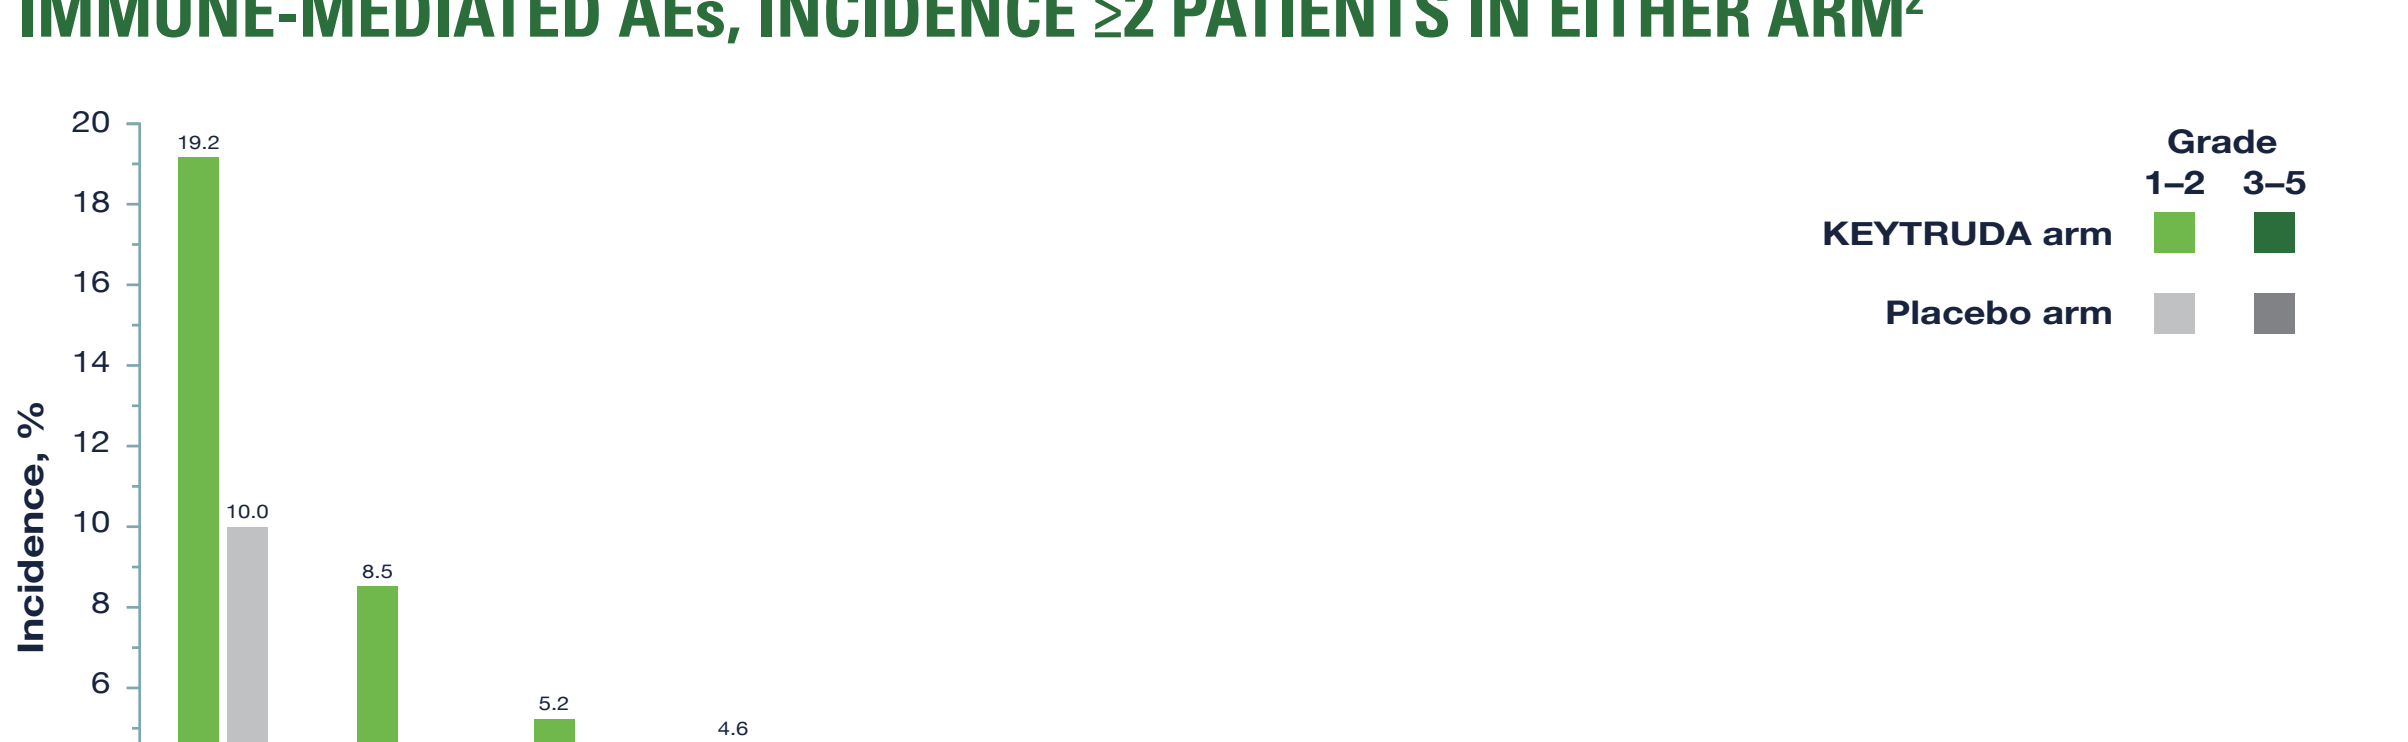 IMMUNE-MEDIATED AEs, INCIDENCE ≥2 PATIENTS IN EITHER ARM²
Grade
1–2 3–5
KEYTRUDA arm
Placebo arm
Incidence, %
20
18
16
14
12
10
8
6
19.2
10.0
8.5
5.2
4.6